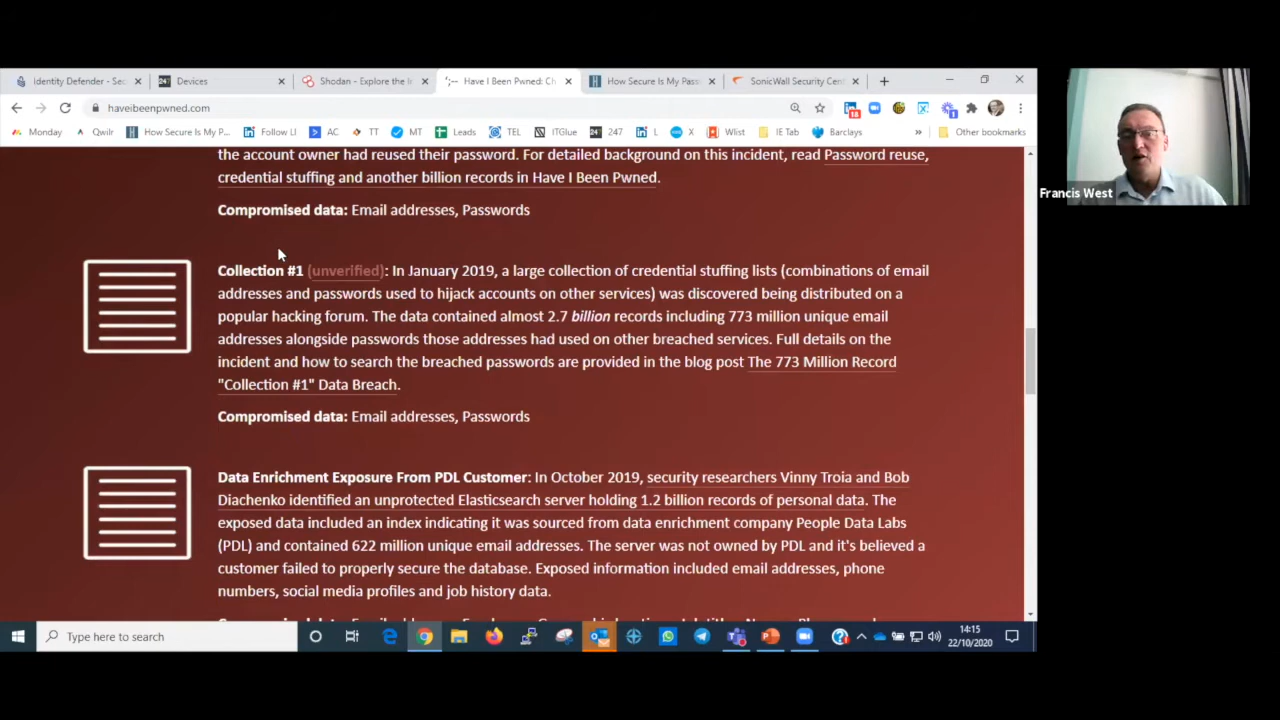 Identity Defender - Sec
Devices
Shodan - Explore the In
Have I Been Pwned: Ch
How Secure Is My Pass
SonicWall Security Cent
haveibeenpwned.com
18
1
Monday
Qwilr
How Secure Is My P...
Follow LI
AC
TT
MT
Leads
TEL
ITGlue
247
L
X
Wlist
IE Tab
Barclays
»
Other bookmarks
the account owner had reused their password. For detailed background on this incident, read Password reuse,
credential stuffing and another billion records in Have I Been Pwned.
Compromised data: Email addresses, Passwords
Collection #1 (unverified): In January 2019, a large collection of credential stuffing lists (combinations of email
addresses and passwords used to hijack accounts on other services) was discovered being distributed on a
popular hacking forum. The data contained almost 2.7 billion records including 773 million unique email
addresses alongside passwords those addresses had used on other breached services. Full details on the
incident and how to search the breached passwords are provided in the blog post The 773 Million Record
"Collection #1" Data Breach.
Compromised data: Email addresses, Passwords
Data Enrichment Exposure From PDL Customer: In October 2019, security researchers Vinny Troia and Bob
Diachenko identified an unprotected Elasticsearch server holding 1.2 billion records of personal data. The
exposed data included an index indicating it was sourced from data enrichment company People Data Labs
(PDL) and contained 622 million unique email addresses. The server was not owned by PDL and it's believed a
customer failed to properly secure the database. Exposed information included email addresses, phone
numbers, social media profiles and job history data.
Francis West
Type here to search
14:15
22/10/2020